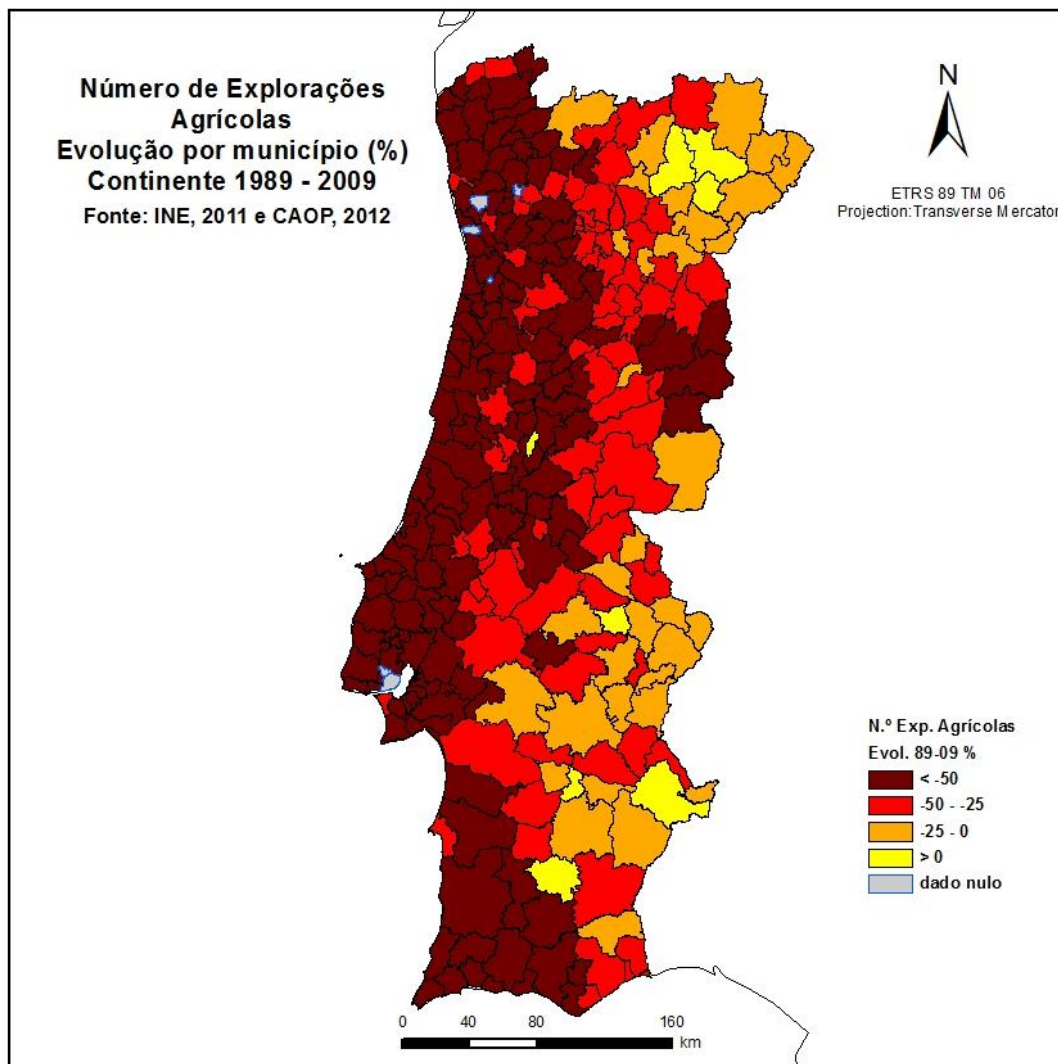 Número de Explorações
Agrícolas
Evolução por município (%)
Continente 1989 - 2009
Fonte: INE, 2011 e CAOP, 2012
N
ETRS 89 TM 06
Projection: Transverse Mercator
N.º Exp. Agrícolas
Evol. 89-09 %
< -50
-50 - -25
-25 - 0
> 0
dado nulo
0 40 80 160
km